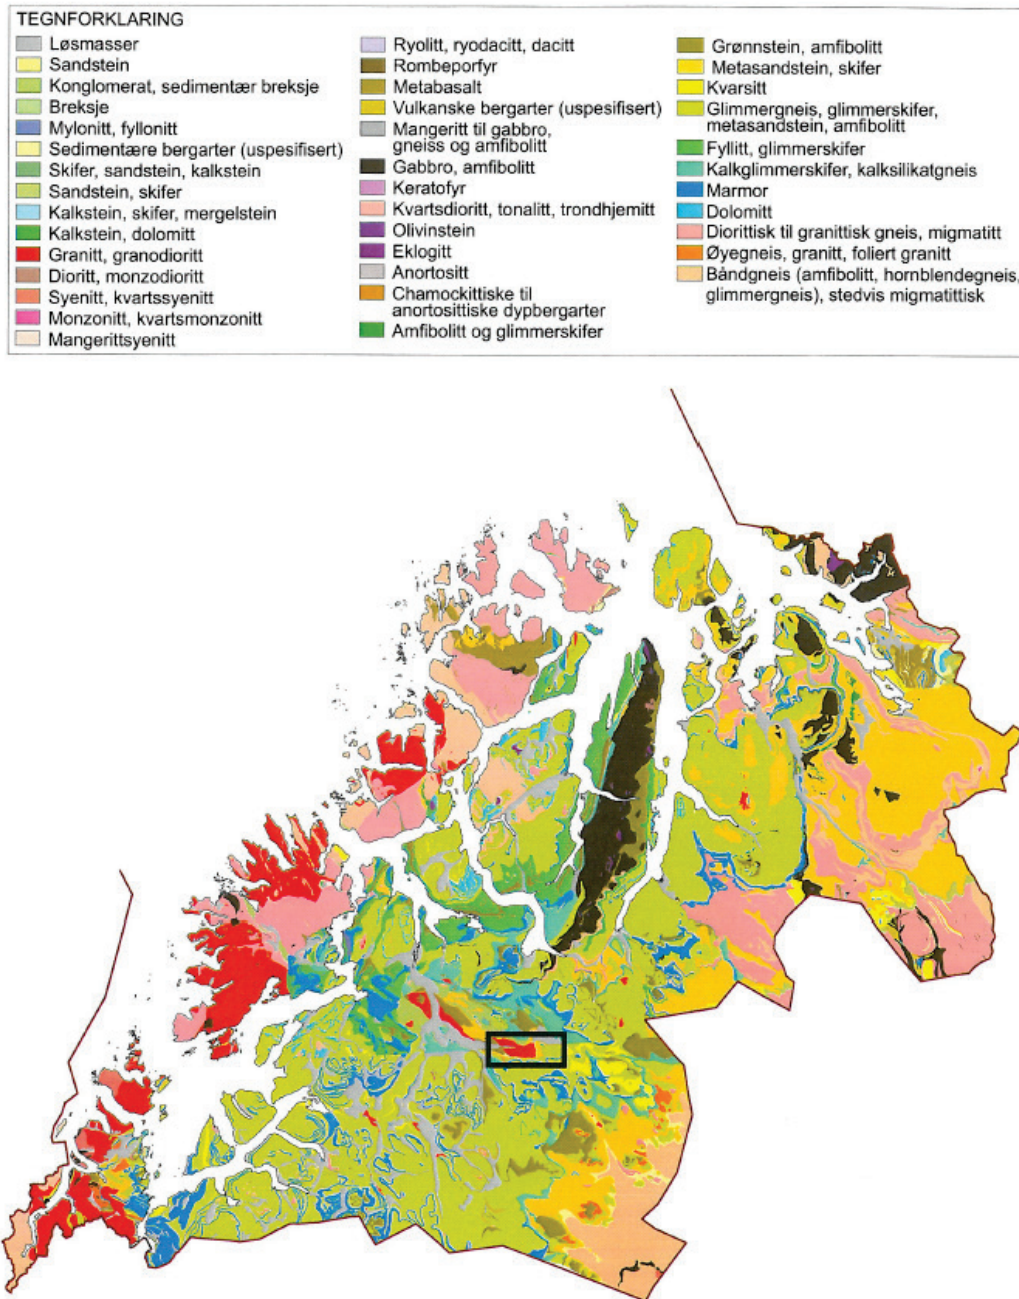 TEGNFORKLARING
Løsmasser
Sandstein
Konglomerat, sedimentær breksje
Breksje
Mylonitt, fyllonitt
Sedimentære bergarter (uspesifisert)
Skifer, sandstein, kalkstein
Sandstein, skifer
Kalkstein, skifer, mergelstein
Kalkstein, dolomitt
Granitt, granodioritt
Dioritt, monzodioritt
Syenitt, kvartssyenitt
Monzonitt, kvartsmonzonitt
Mangerittsyenitt
Ryolitt, ryodacitt, dacitt
Rombeporfyr
Metabasalt
Vulkanske bergarter (uspesifisert)
Mangeritt til gabbro,
gneiss og amfibolitt
Gabbro, amfibolitt
Keratofyr
Kvartsdioritt, tonalitt, trondhjemitt
Olivinstein
Eklogitt
Anortositt
Chamockittiske til
anortosittiske dypbergarter
Amfibolitt og glimmerskifer
Grønnstein, amfibolitt
Metasandstein, skifer
Kvarsitt
Glimmergneis, glimmerskifer,
metasandstein, amfibolitt
Fyllitt, glimmerskifer
Kalkglimmerskifer, kalksilikatgneis
Marmor
Dolomitt
Diorittisk til granittisk gneis, migmatitt
Øyegneis, granitt, foliert granitt
Båndgneis (amfibolitt, hornblendegneis,
glimmergneis), stedvis migmatittisk